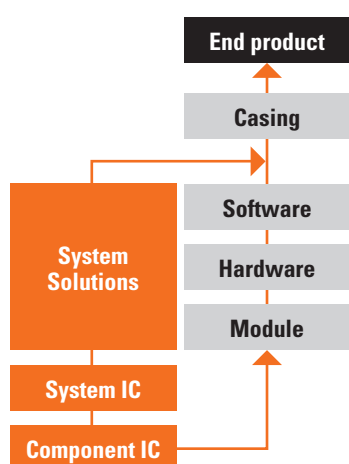 End product
Casing
Software
System
Solutions
Hardware
Module
System IC
Component IC